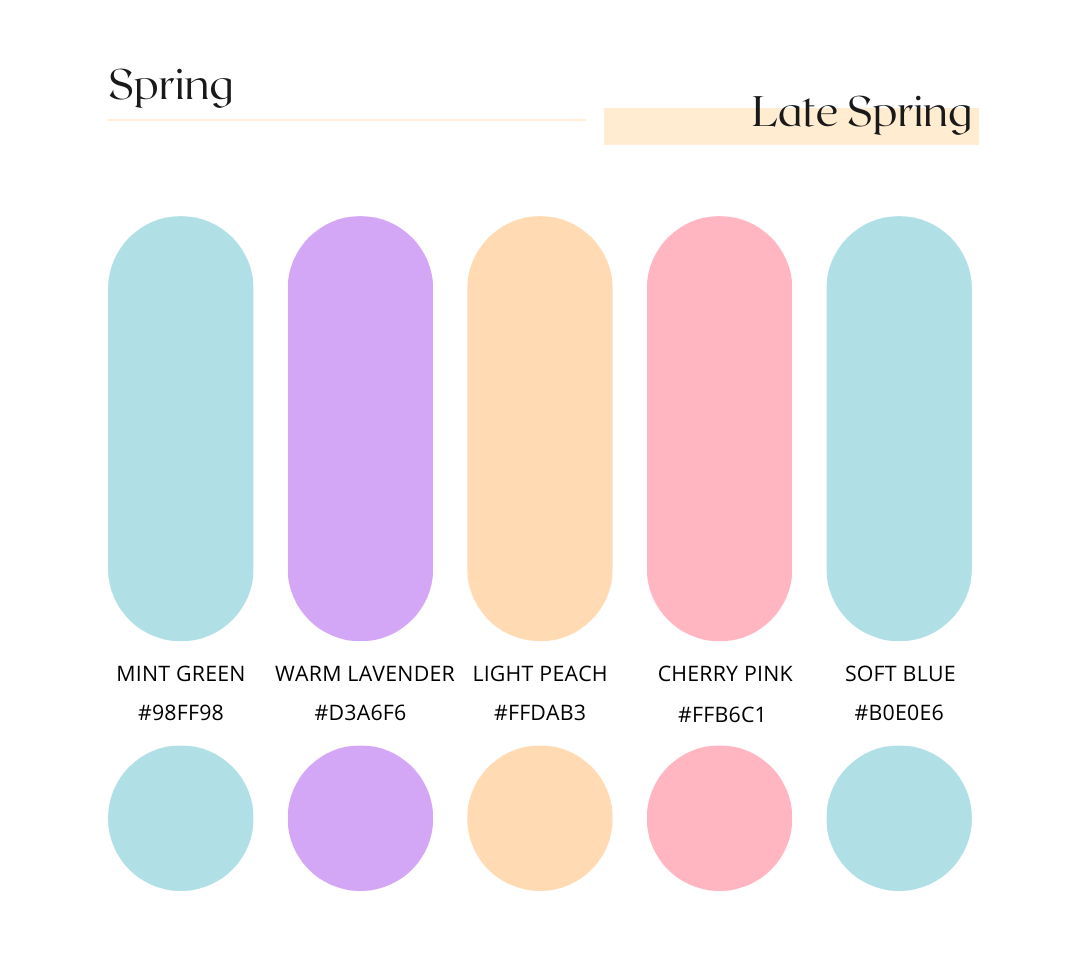 Spring
Late Spring
MINT GREEN
#98FF98
WARM LAVENDER
#D3A6F6
LIGHT PEACH
#FFDAB3
CHERRY PINK
#FFB6C1
SOFT BLUE
#B0E0E6